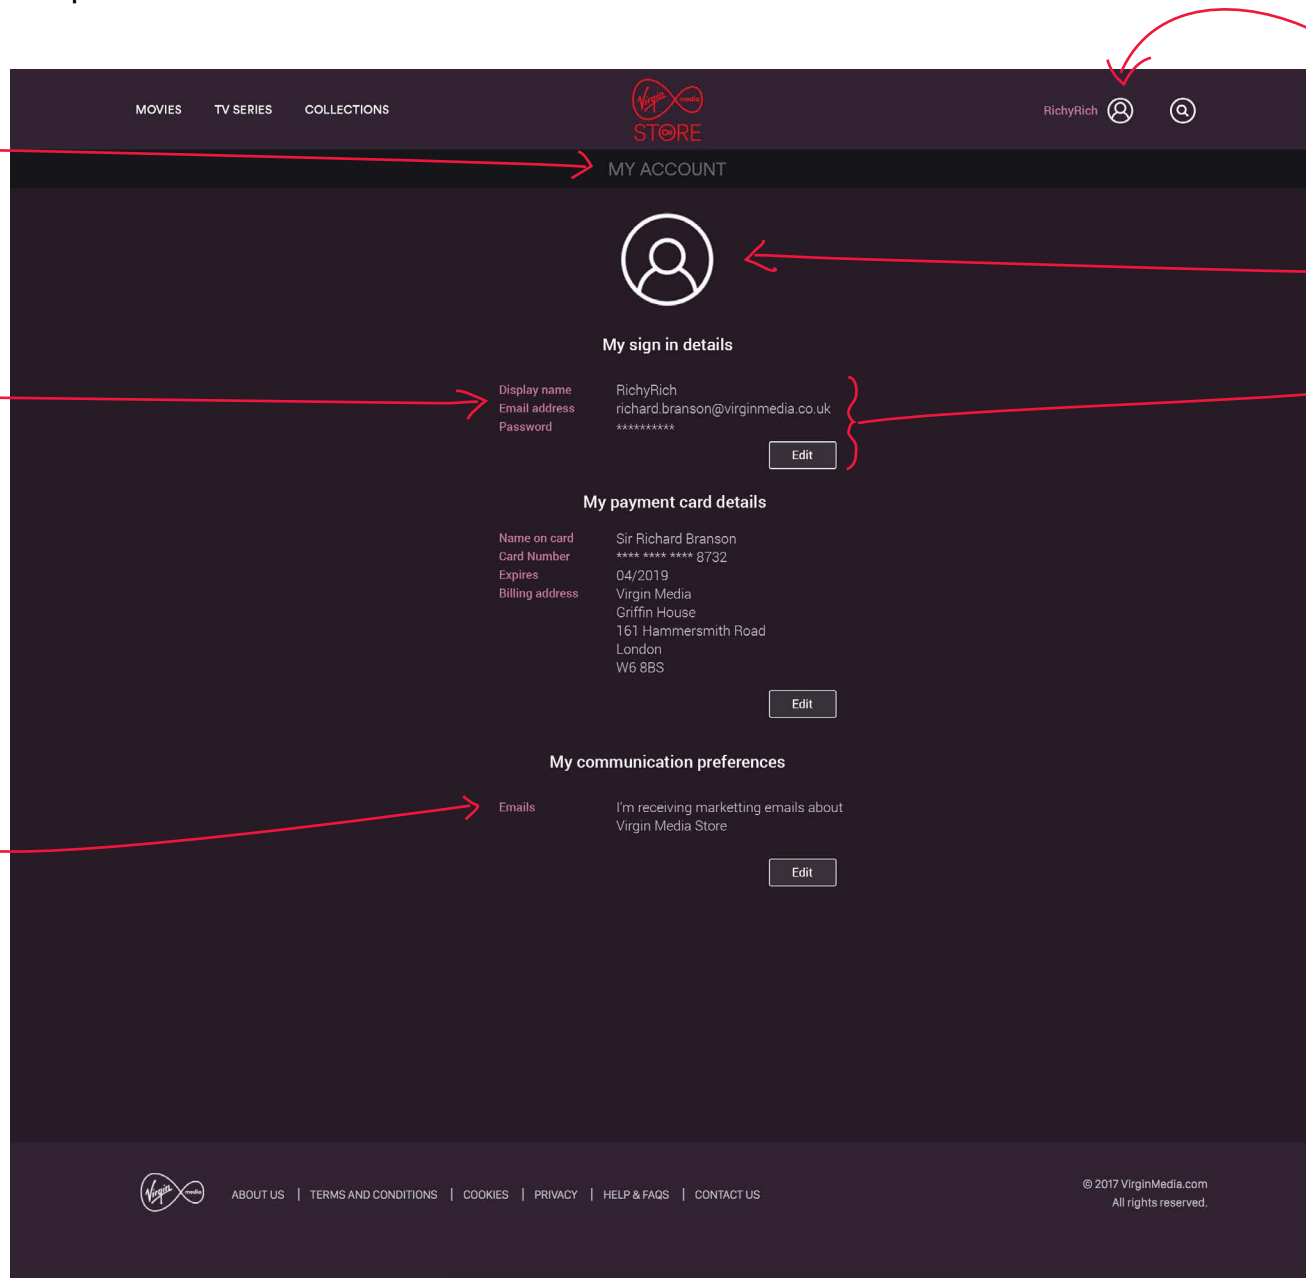 MOVIES TV SERIES COLLECTIONS
Virgin media
STORE
RichyRich
MY ACCOUNT
My sign in details
Display name RichyRich
Email address richard.branson@virginmedia.co.uk
Password **********
Edit
My payment card details
Name on card Sir Richard Branson
Card Number **** **** **** 8732
Expires 04/2019
Billing address Virgin Media
Griffin House
161 Hammersmith Road
London
W6 8BS
Edit
My communication preferences
Emails I'm receiving marketting emails about
Virgin Media Store
Edit
Virgin media ABOUT US | TERMS AND CONDITIONS | COOKIES | PRIVACY | HELP & FAQS | CONTACT US
© 2017 VirginMedia.com
All rights reserved.